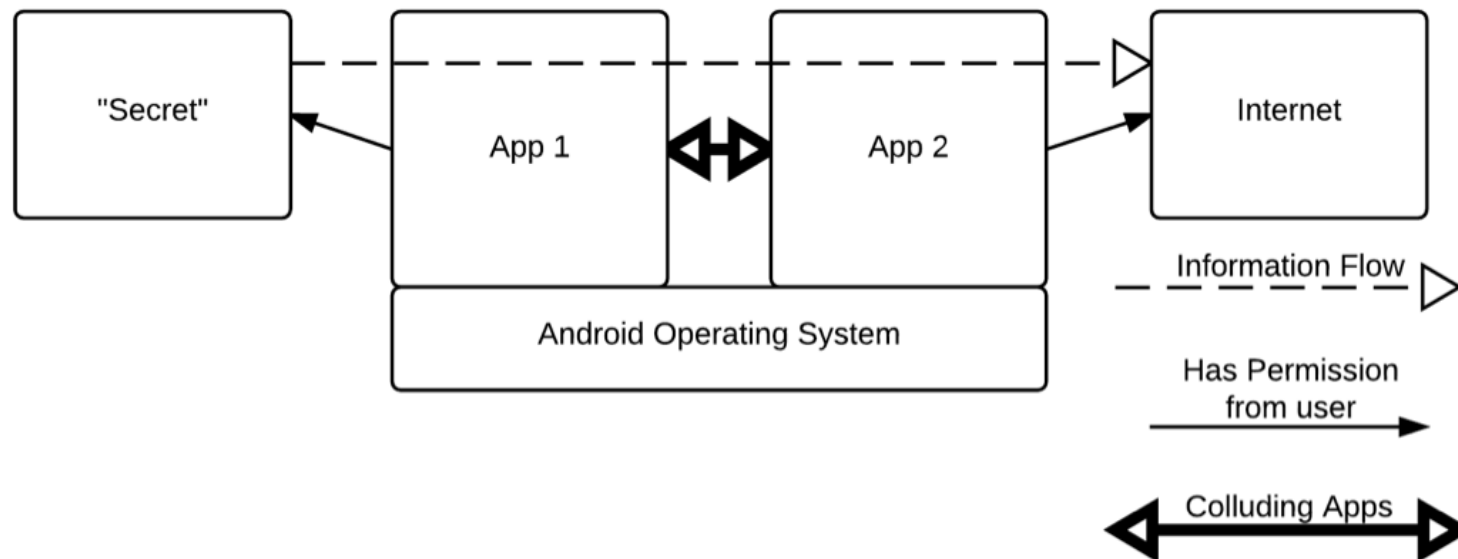 "Secret"
App 1
App 2
Internet
Android Operating System
Information Flow
Has Permission
from user
Colluding Apps